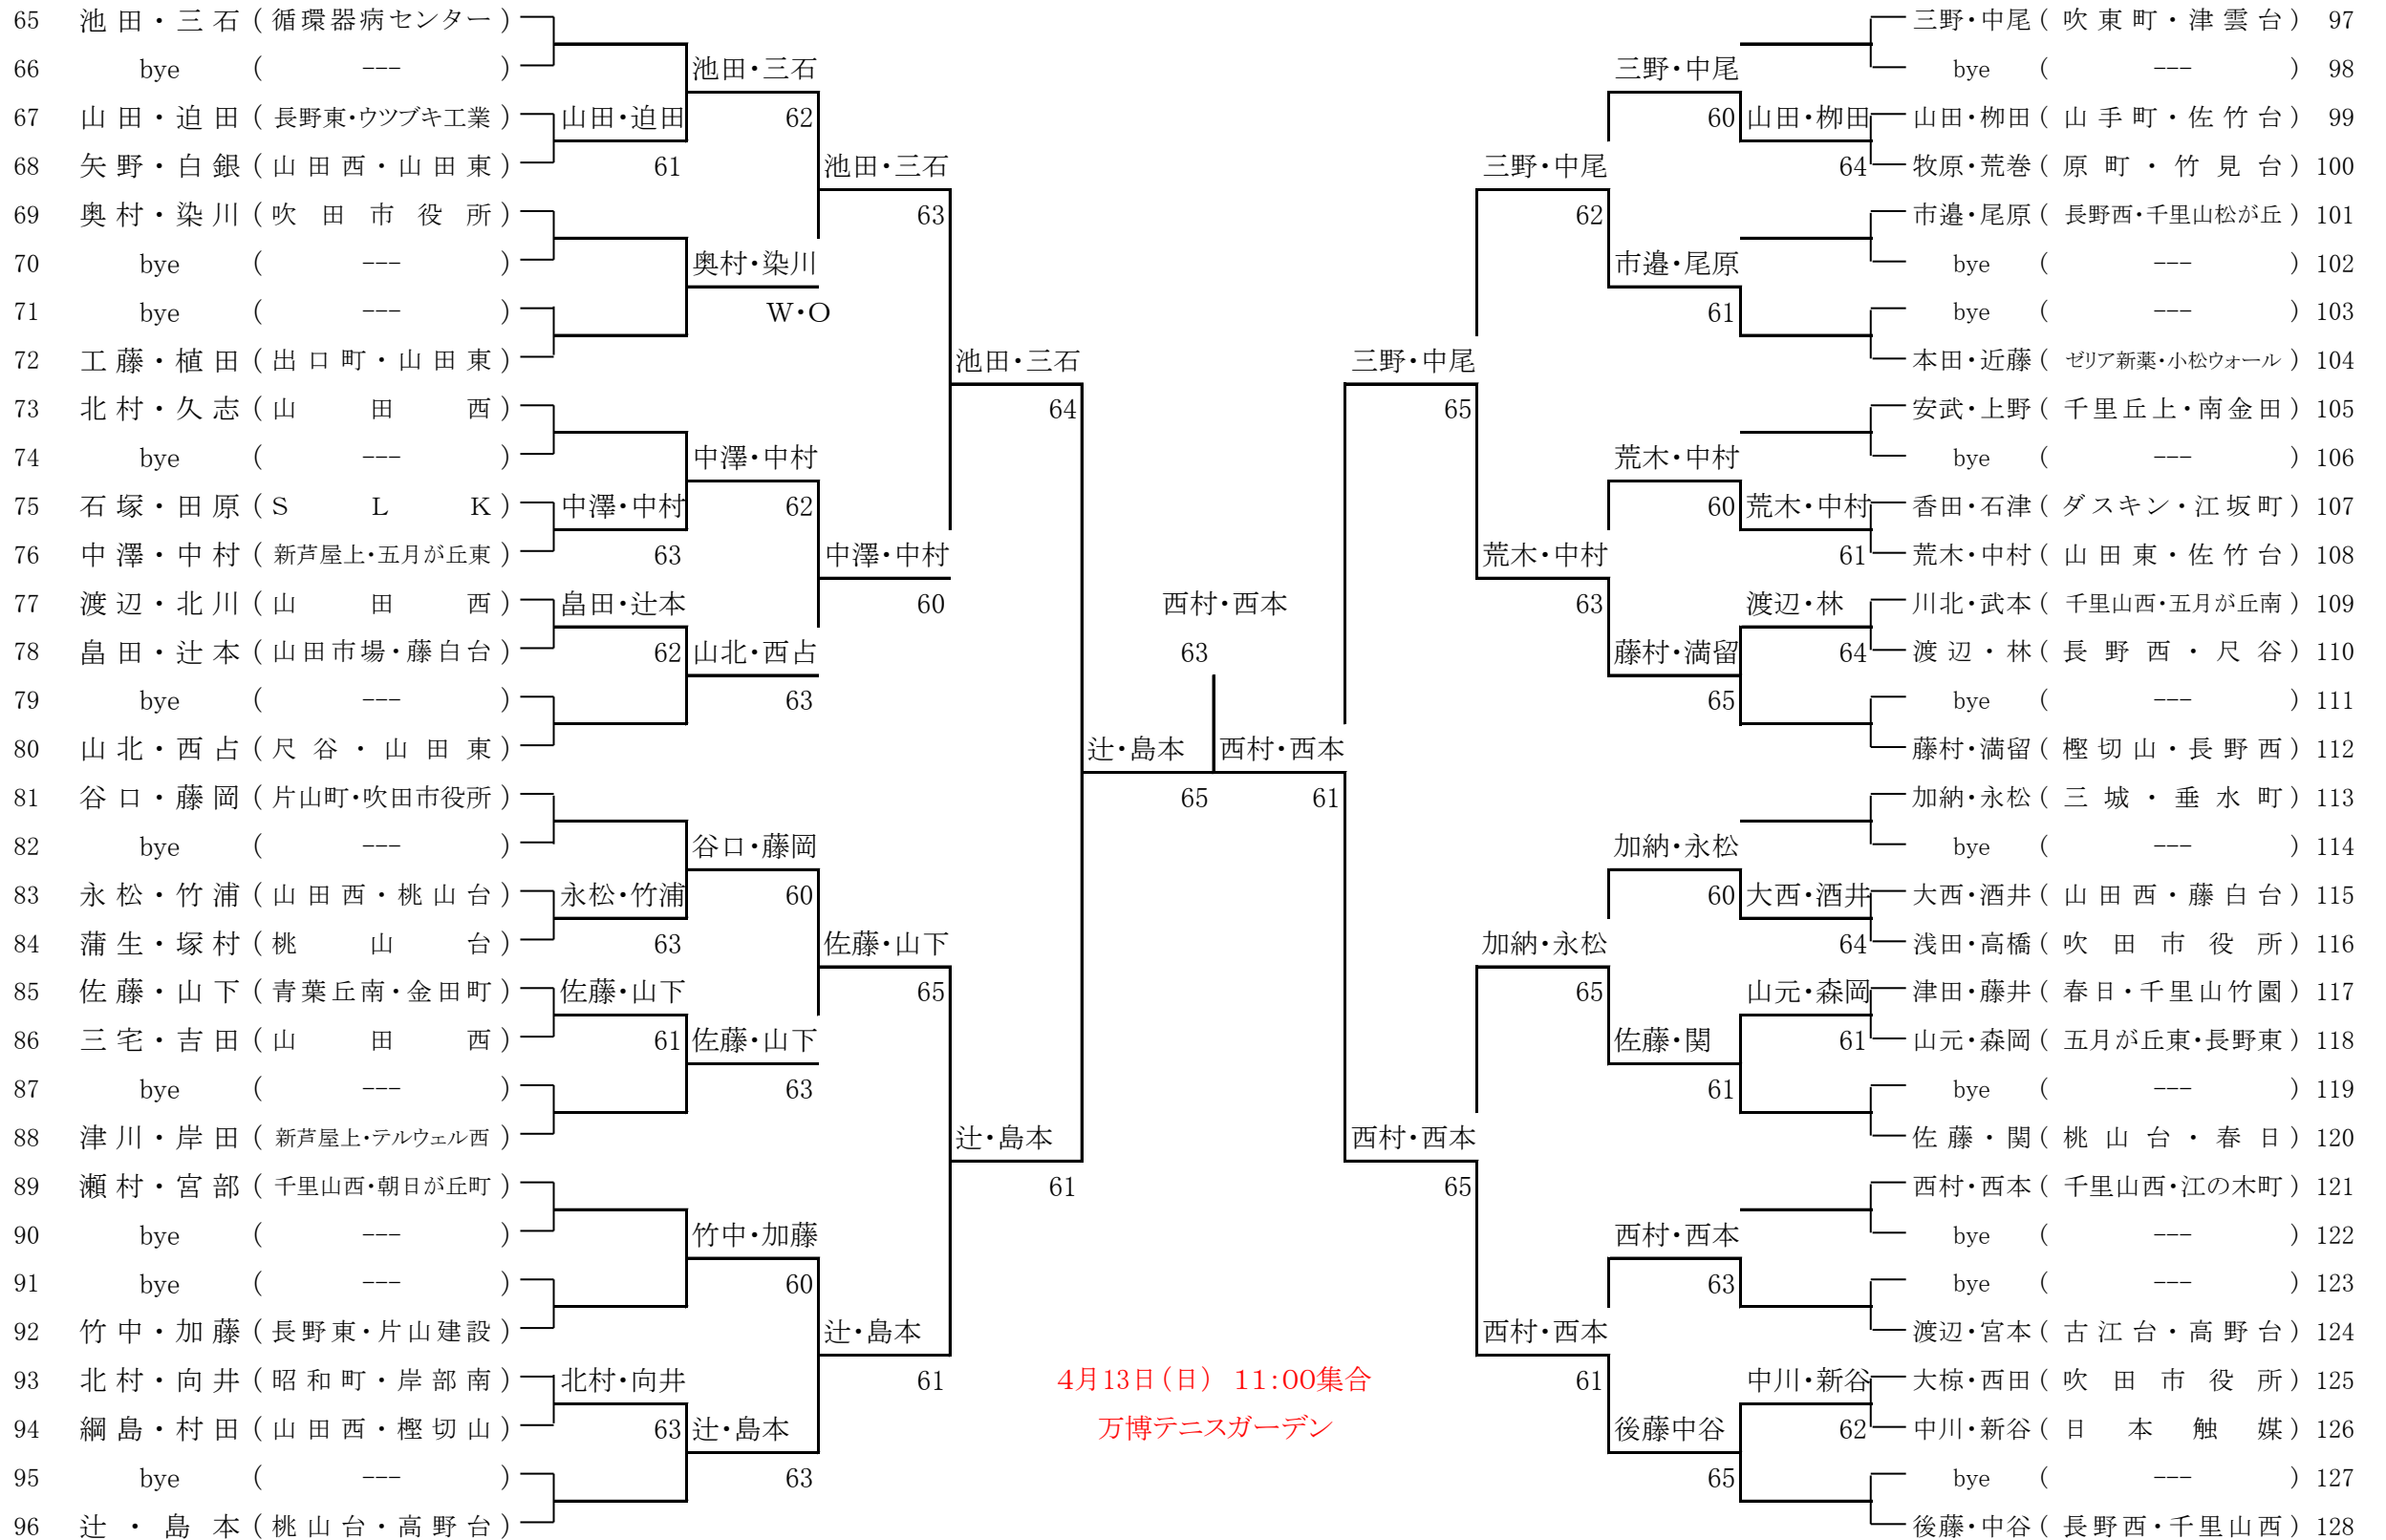 65 池田・三石 (循環器病センター)
66 bye ( --- )
67 山田・迫田 (長野東・ウツブキ工業)
68 矢野・白銀 (山田西・山田東)
69 奥村・染川 (吹田市役所)
70 bye ( --- )
71 bye ( --- )
72 工藤・植田 (出口町・山田東)
73 北村・久志 (山田西)
74 bye ( --- )
75 石塚・田原 (SLK)
76 中澤・中村 (新芦屋上・五月が丘東)
77 渡辺・北川 (山田西)
78 畠田・辻本 (山田市場・藤白台)
79 bye ( --- )
80 山北・西占 (尺谷・山田東)
81 谷口・藤岡 (片山町・吹田市役所)
82 bye ( --- )
83 永松・竹浦 (山田西・桃山台)
84 蒲生・塚村 (桃山台)
85 佐藤・山下 (青葉丘南・金田町)
86 三宅・吉田 (山田西)
87 bye ( --- )
88 津川・岸田 (新芦屋上・テルウェル西)
89 瀬村・宮部 (千里山西・朝日が丘町)
90 bye ( --- )
91 bye ( --- )
92 竹中・加藤 (長野東・片山建設)
93 北村・向井 (昭和町・岸部南)
94 綱島・村田 (山田西・樫切山)
95 bye ( --- )
96 辻・島本 (桃山台・高野台)
山田・迫田
61
中澤・中村
63
畠田・辻本
62
永松・竹浦
63
佐藤・山下
61
北村・向井
63
池田・三石
62
奥村・染川
W・O
中澤・中村
62
山北・西占
63
谷口・藤岡
60
佐藤・山下
63
竹中・加藤
60
辻・島本
63
池田・三石
63
中澤・中村
60
佐藤・山下
65
辻・島本
61
池田・三石
64
辻・島本
61
辻・島本
65
西村・西本
63
西村・西本
61
4月13日(日) 11:00集合
万博テニスガーデン
三野・中尾
65
西村・西本
65
三野・中尾
62
荒木・中村
63
加納・永松
65
西村・西本
61
三野・中尾
60
市邉・尾原
61
荒木・中村
60
藤村・満留
65
加納・永松
60
佐藤・関
61
西村・西本
63
後藤中谷
65
山田・栁田
64
荒木・中村
61
渡辺・林
64
大西・酒井
64
山元・森岡
61
中川・新谷
62
三野・中尾 (吹東町・津雲台) 97
bye ( --- ) 98
山田・栁田 (山手町・佐竹台) 99
牧原・荒巻 (原町・竹見台) 100
市邉・尾原 (長野西・千里山松が丘) 101
bye ( --- ) 102
bye ( --- ) 103
本田・近藤 (ゼリア新薬・小松ウォール) 104
安武・上野 (千里丘上・南金田) 105
bye ( --- ) 106
香田・石津 (ダスキン・江坂町) 107
荒木・中村 (山田東・佐竹台) 108
川北・武本 (千里山西・五月が丘南) 109
渡辺・林 (長野西・尺谷) 110
bye ( --- ) 111
藤村・満留 (樫切山・長野西) 112
加納・永松 (三城・垂水町) 113
bye ( --- ) 114
大西・酒井 (山田西・藤白台) 115
浅田・高橋 (吹田市役所) 116
津田・藤井 (春日・千里山竹園) 117
山元・森岡 (五月が丘東・長野東) 118
bye ( --- ) 119
佐藤・関 (桃山台・春日) 120
西村・西本 (千里山西・江の木町) 121
bye ( --- ) 122
bye ( --- ) 123
渡辺・宮本 (古江台・高野台) 124
大椋・西田 (吹田市役所) 125
中川・新谷 (日本触媒) 126
bye ( --- ) 127
後藤・中谷 (長野西・千里山西) 128